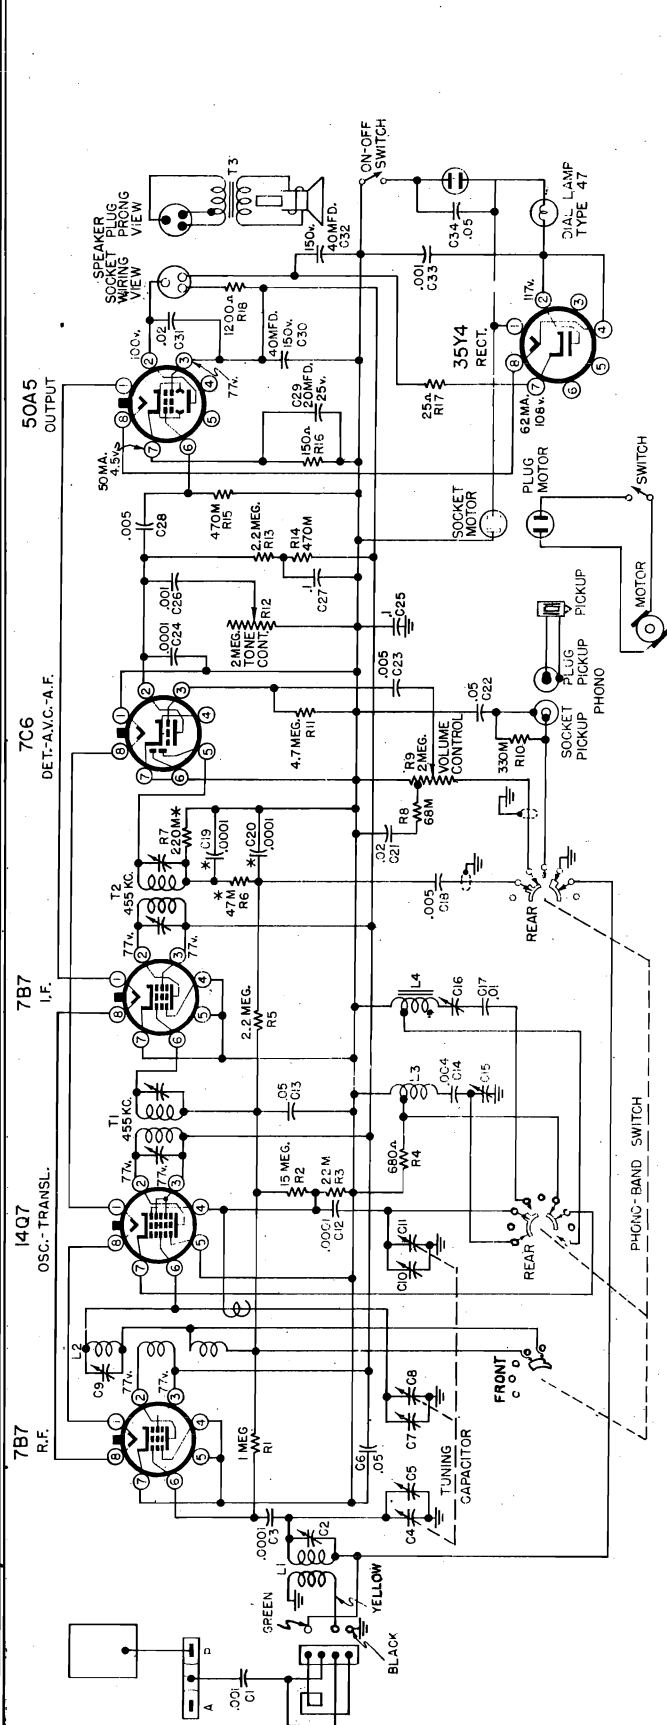 7B7
R.F.
14Q7
OSC.-TRANSL.
7B7
I.F.
7C6
DET.-A.V.C.-A.F.
50A5
OUTPUT
A
.001
C1
GREEN
YELLOW
BLACK
L1
C2
.0001
C3
1 MEG
R1
C6
.05
C4
C5
C7
C8
TUNING
CAPACITOR
L2
C9
77v.
77v.
FRONT
77v.
77v.
T1
455 KC.
15 MEG.
R2
22M
R3
.0001
C12
.05
C13
C10
C11
680Ω
R4
L3
.004
C14
C15
L4
C16
C17
.01
REAR
PHONO-BAND SWITCH
2.2 MEG.
R5
77v.
77v.
T2
455 KC.
R7
220M*
* C19
.0001
* C20
.0001
*
47M
R6
.005
C18
REAR
.02
C21
R8
68M
R9
2 MEG.
VOLUME
CONTROL
4.7 MEG.
R11
.005
C23
.05
C22
330M
R10
SOCKET
PICKUP
PLUG
PICKUP
PHONO
PICKUP
MOTOR
SWITCH
.0001
C24
.001
C26
2 MEG.
TONE
CONT.
R12
.1
C25
2.2 MEG.
R13
R14
470M
.1
C27
.005
C28
470M
R15
SOCKET
MOTOR
PLUG
MOTOR
50 MA.
4.5v.
150Ω
R16
C29
20MFD.
25v.
100v.
77v.
.02
C31
1200Ω
R18
40MFD.
150v.
C30
SPEAKER
SOCKET PLUG
WIRING PRONG
VIEW VIEW
T3
150v.
40MFD.
C32
.001
C33
25Ω
R17
35Y4
RECT.
62 MA.
108v.
117v.
ON-OFF
SWITCH
C34
.05
DIAL LAMP
TYPE 47